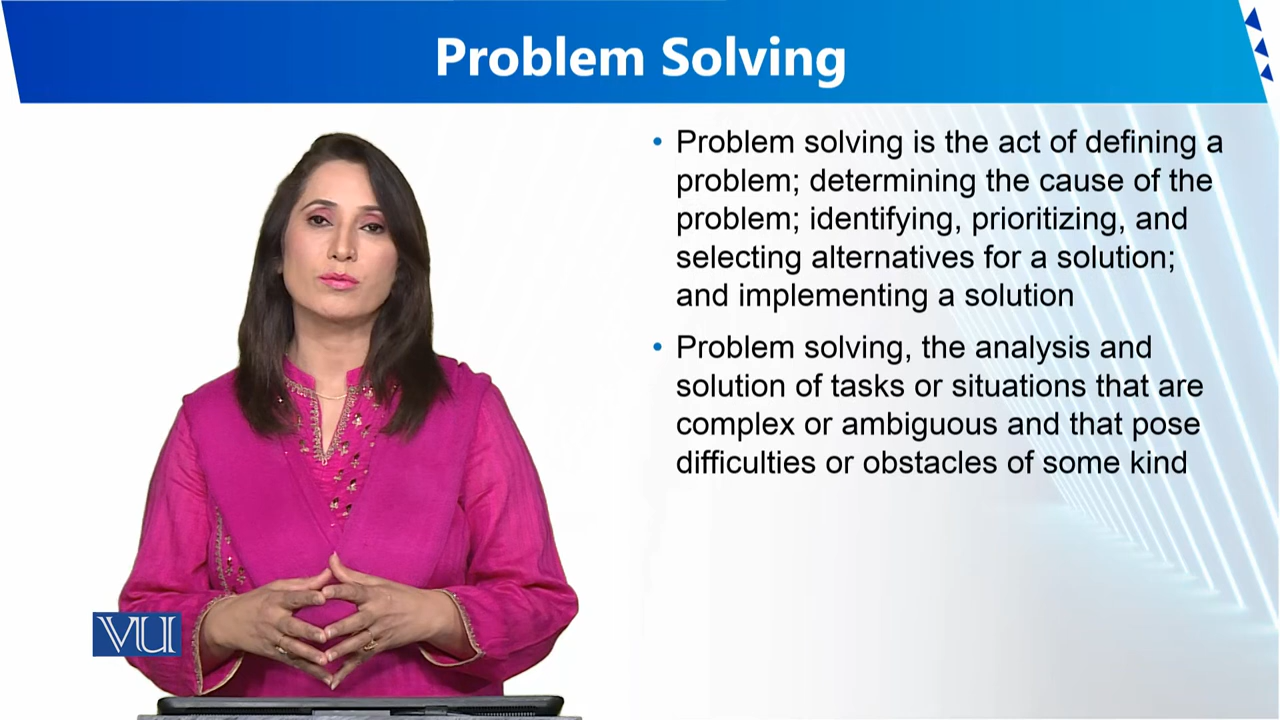 Problem Solving
• Problem solving is the act of defining a
problem; determining the cause of the
problem; identifying, prioritizing, and
selecting alternatives for a solution;
and implementing a solution
• Problem solving, the analysis and
solution of tasks or situations that are
complex or ambiguous and that pose
difficulties or obstacles of some kind
VU